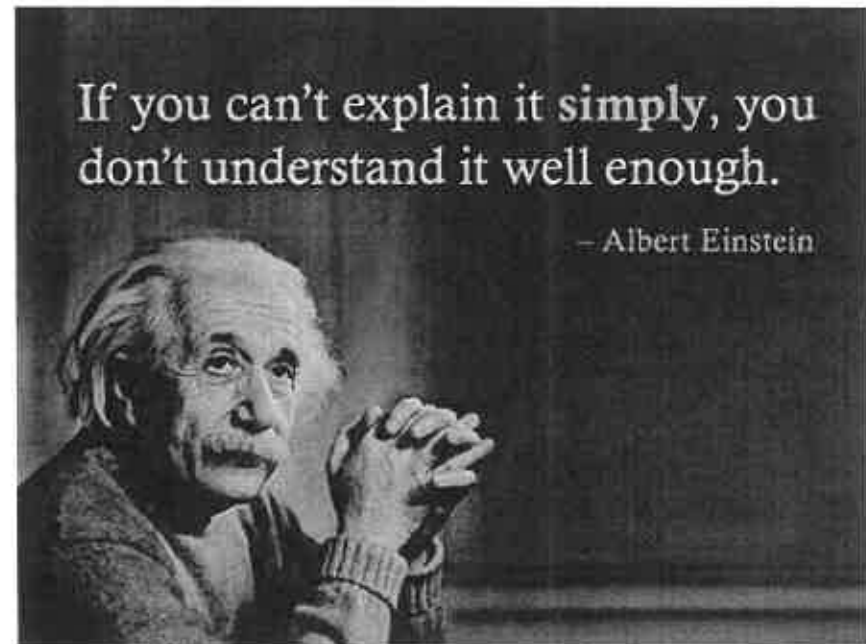 If you can't explain it simply, you
don't understand it well enough.
– Albert Einstein